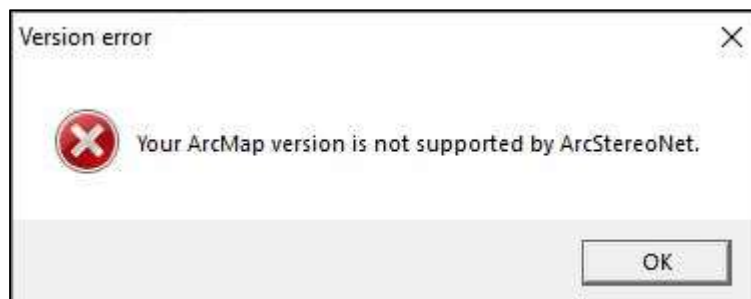 Version error
Your ArcMap version is not supported by ArcStereoNet.
OK